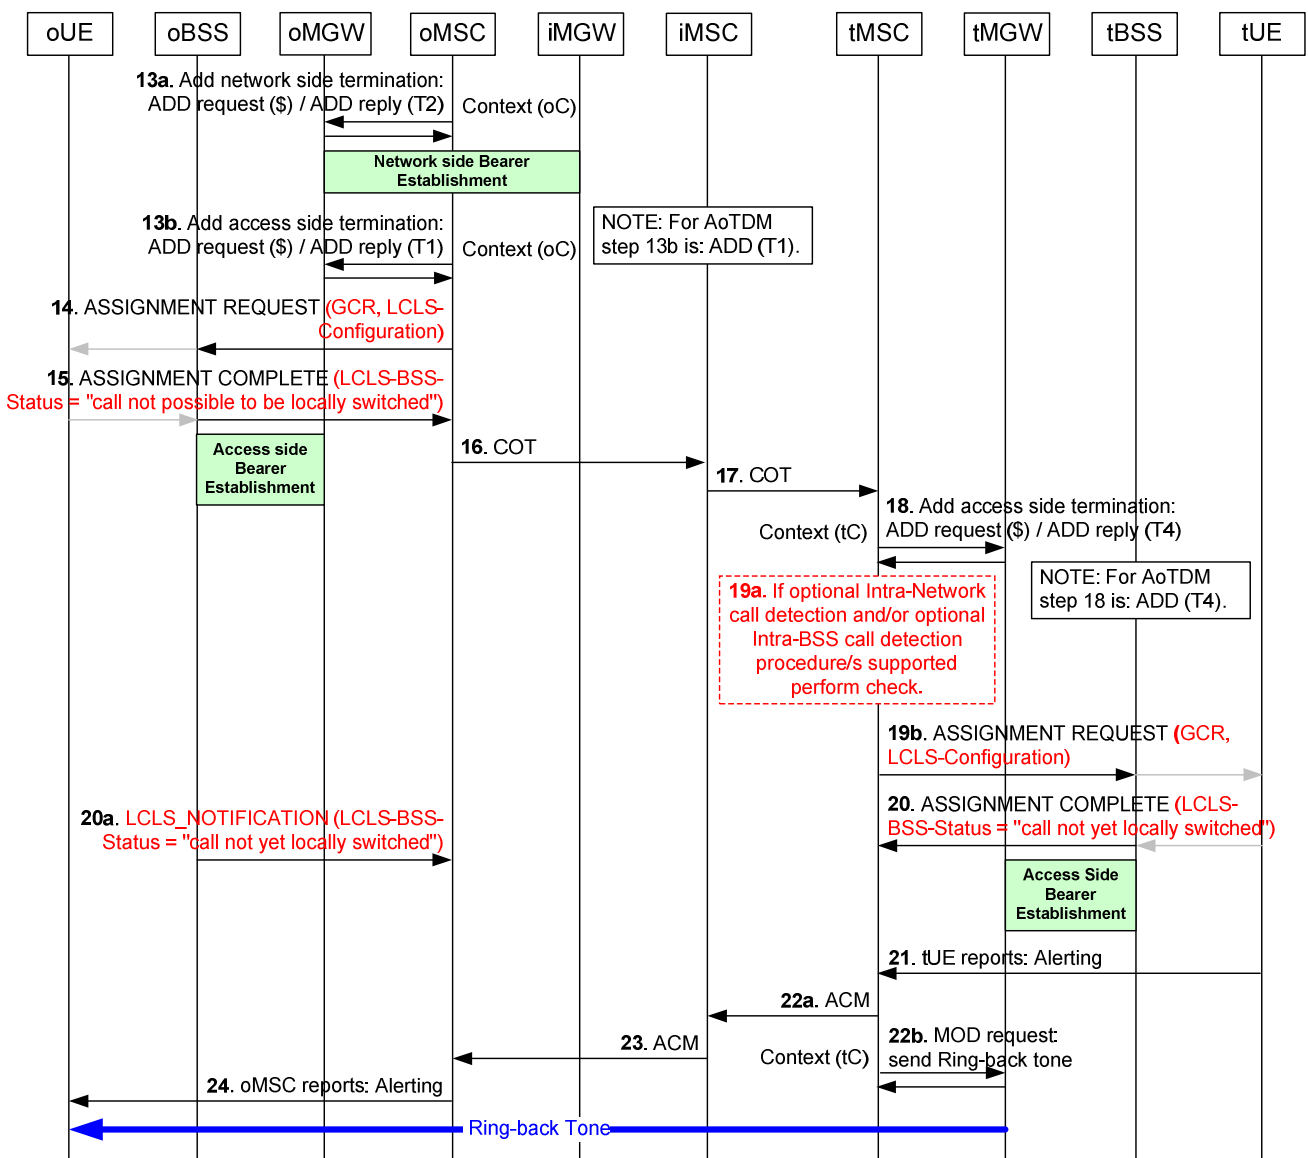 oUE oBSS oMGW oMSC iMGW iMSC tMSC tMGW tBSS tUE
13a. Add network side termination:
ADD request ($) / ADD reply (T2)
Context (oC)
Network side Bearer
Establishment
13b. Add access side termination:
ADD request ($) / ADD reply (T1)
Context (oC)
NOTE: For AoTDM
step 13b is: ADD (T1).
14. ASSIGNMENT REQUEST (GCR, LCLS-
Configuration)
15. ASSIGNMENT COMPLETE (LCLS-BSS-
Status = "call not possible to be locally switched")
Access side
Bearer
Establishment
16. COT
17. COT
18. Add access side termination:
ADD request ($) / ADD reply (T4)
Context (tC)
NOTE: For AoTDM
step 18 is: ADD (T4).
19a. If optional Intra-Network
call detection and/or optional
Intra-BSS call detection
procedure/s supported
perform check.
19b. ASSIGNMENT REQUEST (GCR,
LCLS-Configuration)
20a. LCLS_NOTIFICATION (LCLS-BSS-
Status = "call not yet locally switched")
20. ASSIGNMENT COMPLETE (LCLS-
BSS-Status = "call not yet locally switched")
Access Side
Bearer
Establishment
21. tUE reports: Alerting
22a. ACM
22b. MOD request:
send Ring-back tone
23. ACM
Context (tC)
24. oMSC reports: Alerting
Ring-back Tone